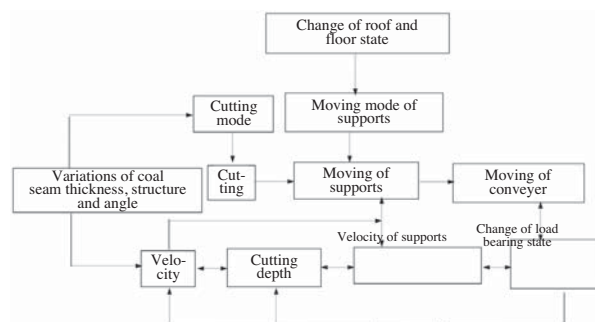 Change of roof and
floor state
Cutting
mode
Moving mode of
supports
Variations of coal
seam thickness, structure
and angle
Cut-
ting
Moving of
supports
Moving of
conveyer
Velocity of supports
Change of load
bearing state
Velo-
city
Cutting
depth